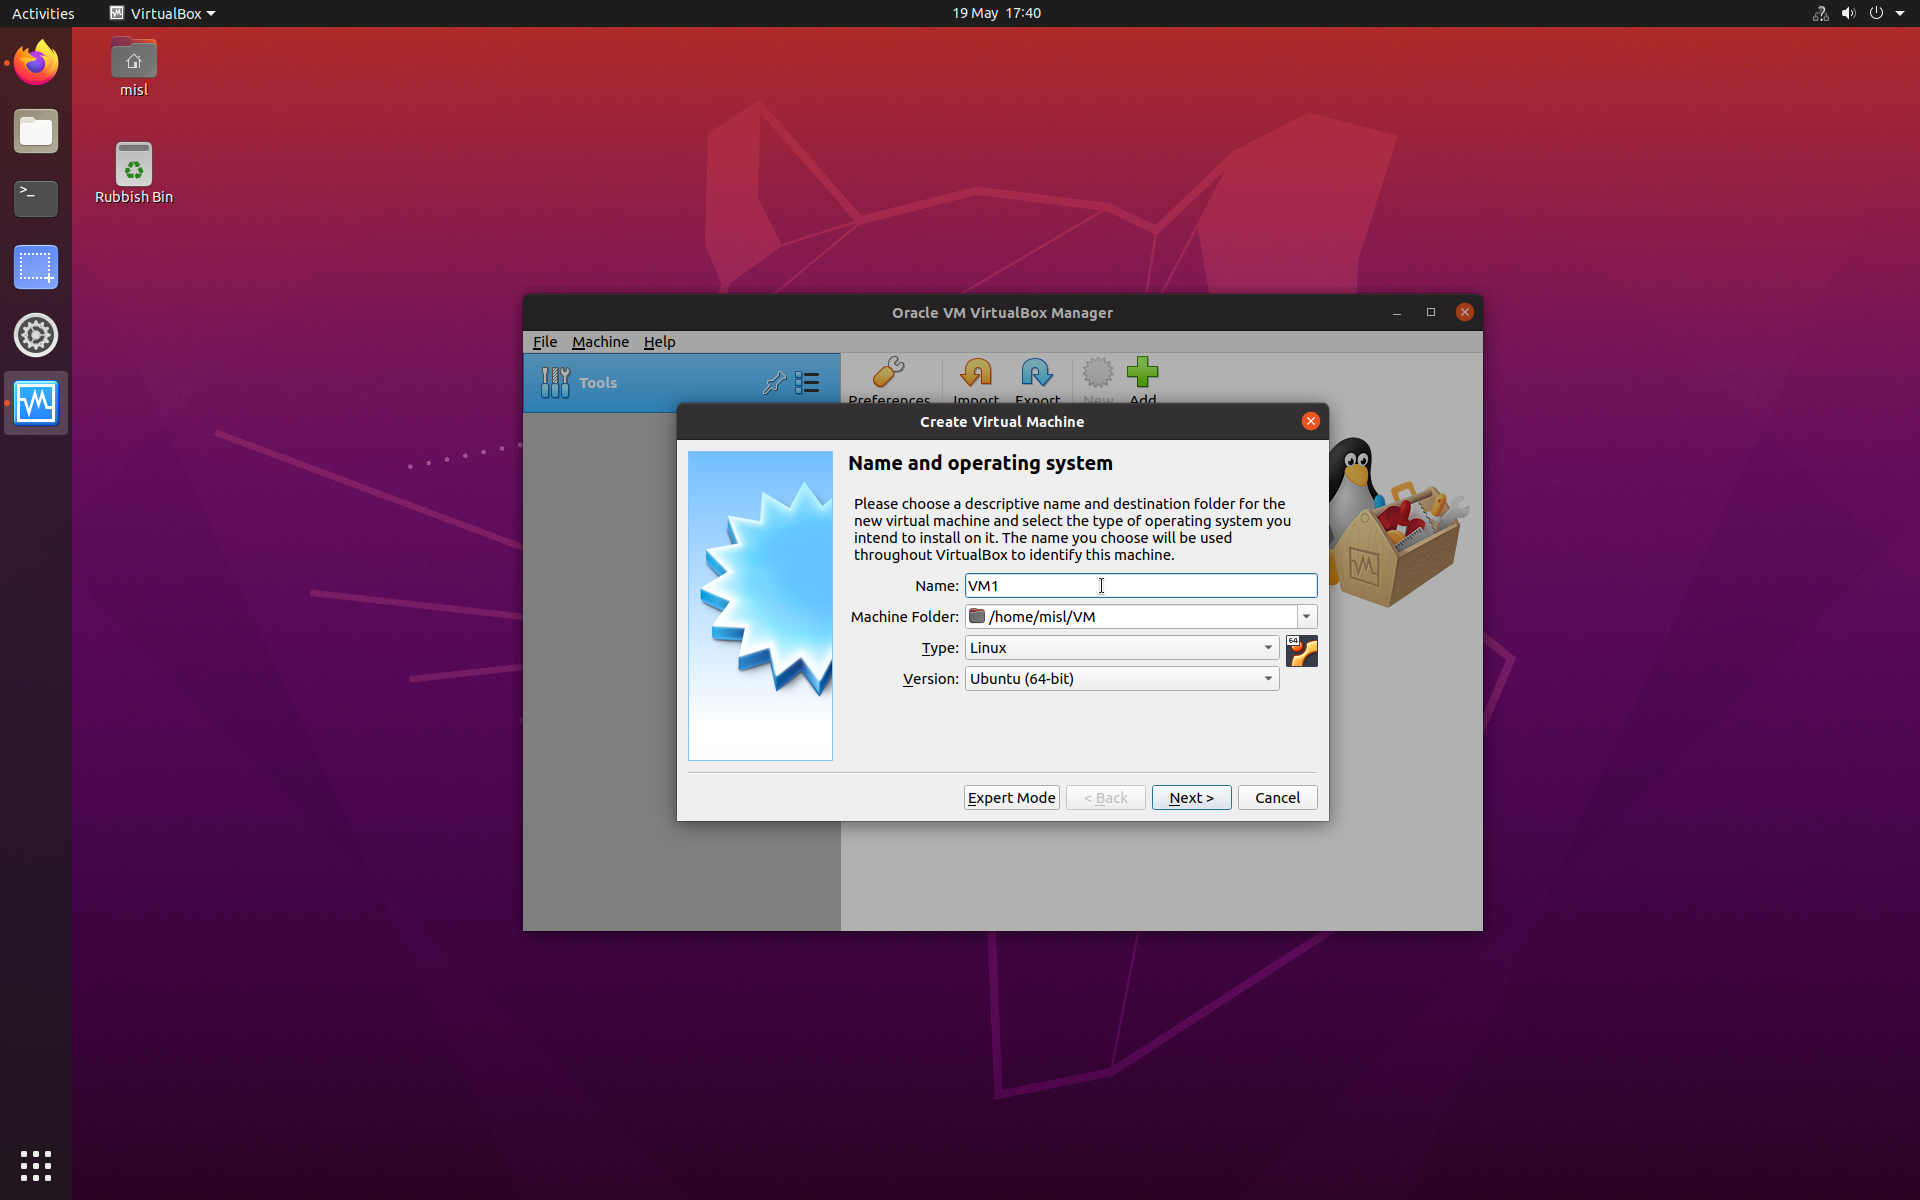 Activities
VirtualBox
19 May 17:40
misl
Rubbish Bin
>_
Oracle VM VirtualBox Manager
File Machine Help
Tools
Preferences Import Export New Add
Create Virtual Machine
Name and operating system
Please choose a descriptive name and destination folder for the
new virtual machine and select the type of operating system you
intend to install on it. The name you choose will be used
throughout VirtualBox to identify this machine.
Name: VM1
Machine Folder: /home/misl/VM
Type: Linux
64
Version: Ubuntu (64-bit)
Expert Mode < Back Next > Cancel